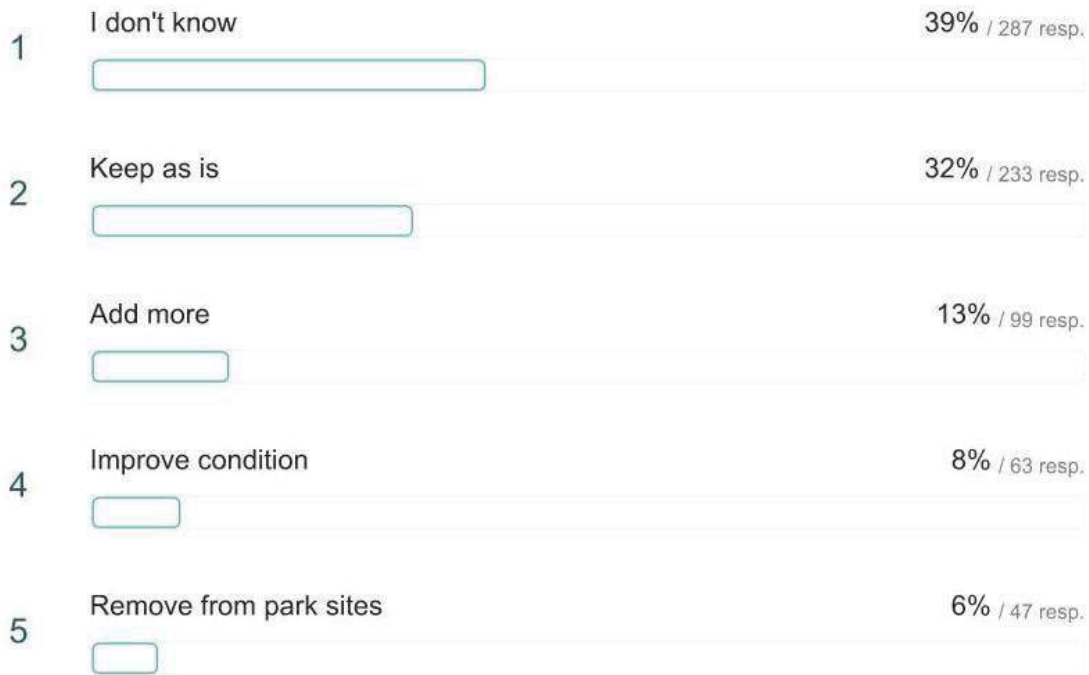 1 I don't know 39% / 287 resp.
2 Keep as is 32% / 233 resp.
3 Add more 13% / 99 resp.
4 Improve condition 8% / 63 resp.
5 Remove from park sites 6% / 47 resp.